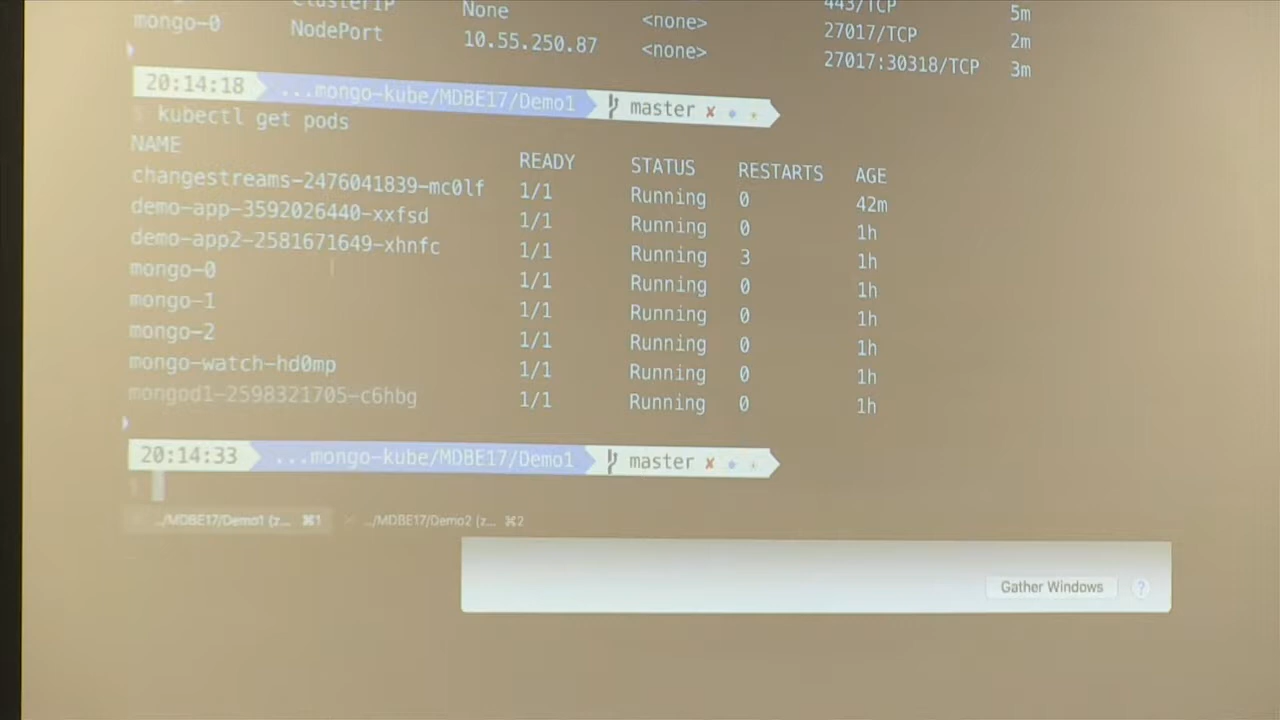 ClusterIP None <none> 443/TCP 5m
mongo-0 NodePort 10.55.250.87 <none> 27017/TCP 2m
27017:30318/TCP 3m
20:14:18 ...mongo-kube/MDBE17/Demo1 master ✘
$ kubectl get pods
NAME READY STATUS RESTARTS AGE
changestreams-2476041839-mc0lf 1/1 Running 0 42m
demo-app-3592026440-xxfsd 1/1 Running 0 1h
demo-app2-2581671649-xhnfc 1/1 Running 3 1h
mongo-0 1/1 Running 0 1h
mongo-1 1/1 Running 0 1h
mongo-2 1/1 Running 0 1h
mongo-watch-hd0mp 1/1 Running 0 1h
mongod1-2598321705-c6hbg 1/1 Running 0 1h
20:14:33 ...mongo-kube/MDBE17/Demo1 master ✘
../MDBE17/Demo1 (z... ⌘1 × ../MDBE17/Demo2 (z... ⌘2
Gather Windows ?